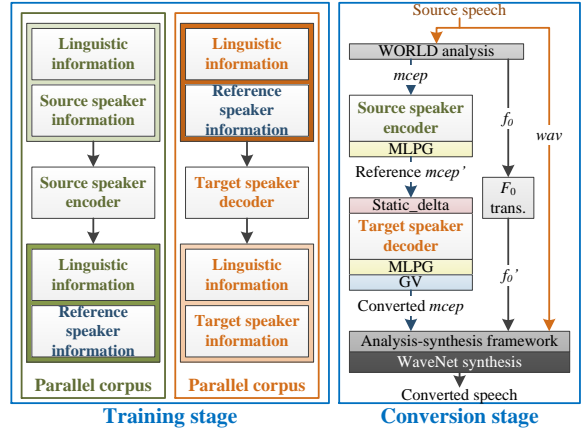 Linguistic
information
Source speaker
information
Source speaker
encoder
Linguistic
information
Reference
speaker
information
Parallel corpus
Linguistic
information
Reference
speaker
information
Target speaker
decoder
Linguistic
information
Target speaker
information
Parallel corpus
Training stage
Source speech
WORLD analysis
mcep
Source speaker
encoder
MLPG
Reference mcep'
Static_delta
Target speaker
decoder
MLPG
GV
Converted mcep
f0
F0
trans.
f0'
wav
Analysis-synthesis framework
WaveNet synthesis
Converted speech
Conversion stage